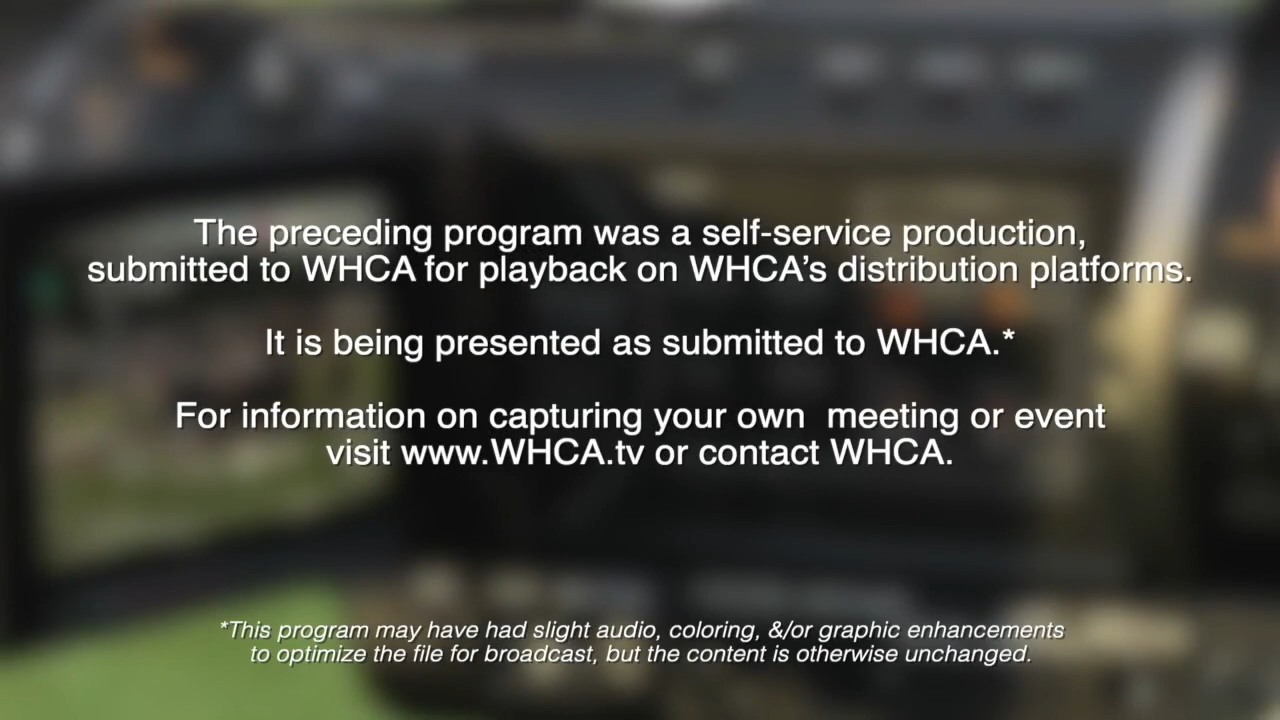 The preceding program was a self-service production,
submitted to WHCA for playback on WHCA’s distribution platforms.
It is being presented as submitted to WHCA.*
For information on capturing your own  meeting or event
visit www.WHCA.tv or contact WHCA.
*This program may have had slight audio, coloring, &/or graphic enhancements
to optimize the file for broadcast, but the content is otherwise unchanged.